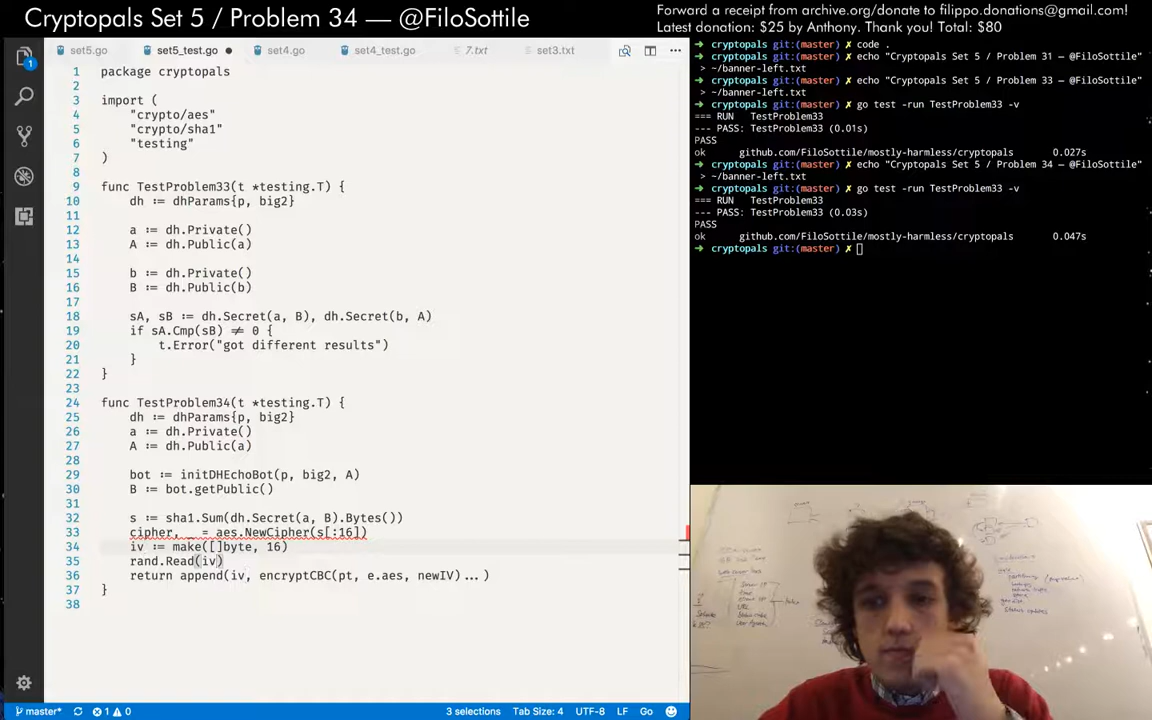 Cryptopals Set 5 / Problem 34 — @FiloSottile
Forward a receipt from archive.org/donate to filippo.donations@gmail.com!
Latest donation: $25 by Anthony. Thank you! Total: $80
set5.go
set5_test.go
set4.go
set4_test.go
7.txt
set3.txt
1 package cryptopals
2
3 import (
4 "crypto/aes"
5 "crypto/sha1"
6 "testing"
7 )
8
9 func TestProblem33(t *testing.T) {
10 dh := dhParams{p, big2}
11
12 a := dh.Private()
13 A := dh.Public(a)
14
15 b := dh.Private()
16 B := dh.Public(b)
17
18 sA, sB := dh.Secret(a, B), dh.Secret(b, A)
19 if sA.Cmp(sB) ≠ 0 {
20 t.Error("got different results")
21 }
22 }
23
24 func TestProblem34(t *testing.T) {
25 dh := dhParams{p, big2}
26 a := dh.Private()
27 A := dh.Public(a)
28
29 bot := initDHEchoBot(p, big2, A)
30 B := bot.getPublic()
31
32 s := sha1.Sum(dh.Secret(a, B).Bytes())
33 cipher, _ = aes.NewCipher(s[:16])
34 iv := make([]byte, 16)
35 rand.Read(iv)
36 return append(iv, encryptCBC(pt, e.aes, newIV)...)
37 }
38
1
master*
1
0
3 selections
Tab Size: 4
UTF-8
LF
Go
➜ cryptopals git:(master) ✗ code .
➜ cryptopals git:(master) ✗ echo "Cryptopals Set 5 / Problem 31 — @FiloSottile"
> ~/banner-left.txt
➜ cryptopals git:(master) ✗ echo "Cryptopals Set 5 / Problem 33 — @FiloSottile"
> ~/banner-left.txt
➜ cryptopals git:(master) ✗ go test -run TestProblem33 -v
=== RUN TestProblem33
--- PASS: TestProblem33 (0.01s)
PASS
ok github.com/FiloSottile/mostly-harmless/cryptopals 0.027s
➜ cryptopals git:(master) ✗ echo "Cryptopals Set 5 / Problem 34 — @FiloSottile"
> ~/banner-left.txt
➜ cryptopals git:(master) ✗ go test -run TestProblem33 -v
=== RUN TestProblem33
--- PASS: TestProblem33 (0.03s)
PASS
ok github.com/FiloSottile/mostly-harmless/cryptopals 0.047s
➜ cryptopals git:(master) ✗